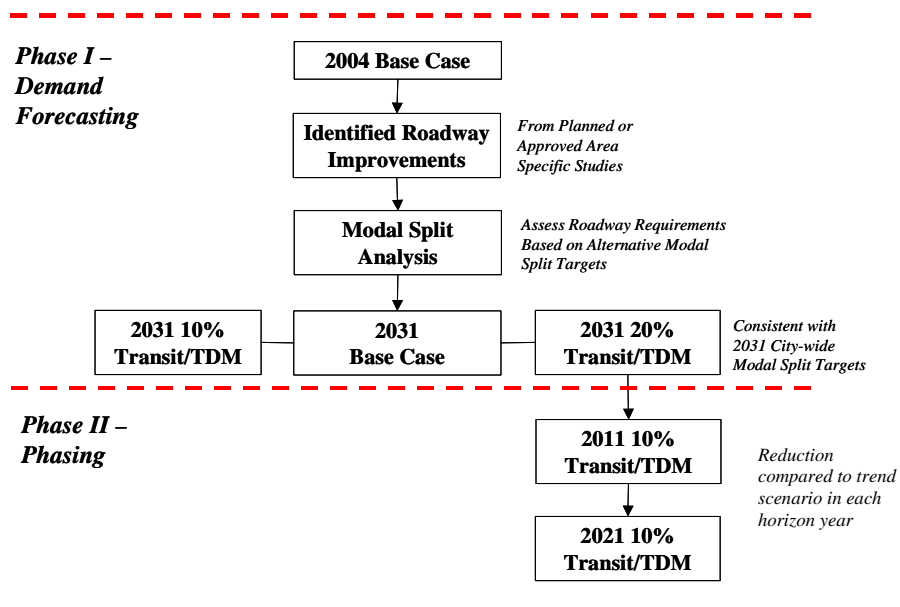 Phase I –
Demand
Forecasting
2004 Base Case
Identified Roadway
Improvements
From Planned or
Approved Area
Specific Studies
Modal Split
Analysis
Assess Roadway Requirements
Based on Alternative Modal
Split Targets
2031 10%
Transit/TDM
2031
Base Case
2031 20%
Transit/TDM
Consistent with
2031 City-wide
Modal Split Targets
Phase II –
Phasing
2011 10%
Transit/TDM
Reduction
compared to trend
scenario in each
horizon year
2021 10%
Transit/TDM